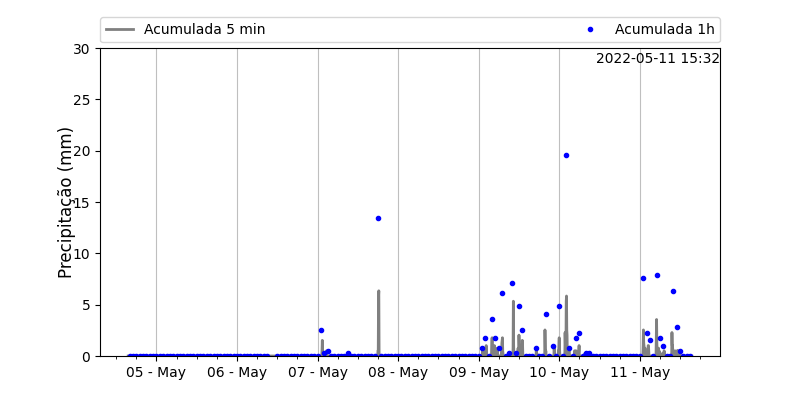 Acumulada 5 min
Acumulada 1h
2022-05-11 15:32
Precipitação (mm)
30
25
20
15
10
5
0
05 - May
06 - May
07 - May
08 - May
09 - May
10 - May
11 - May